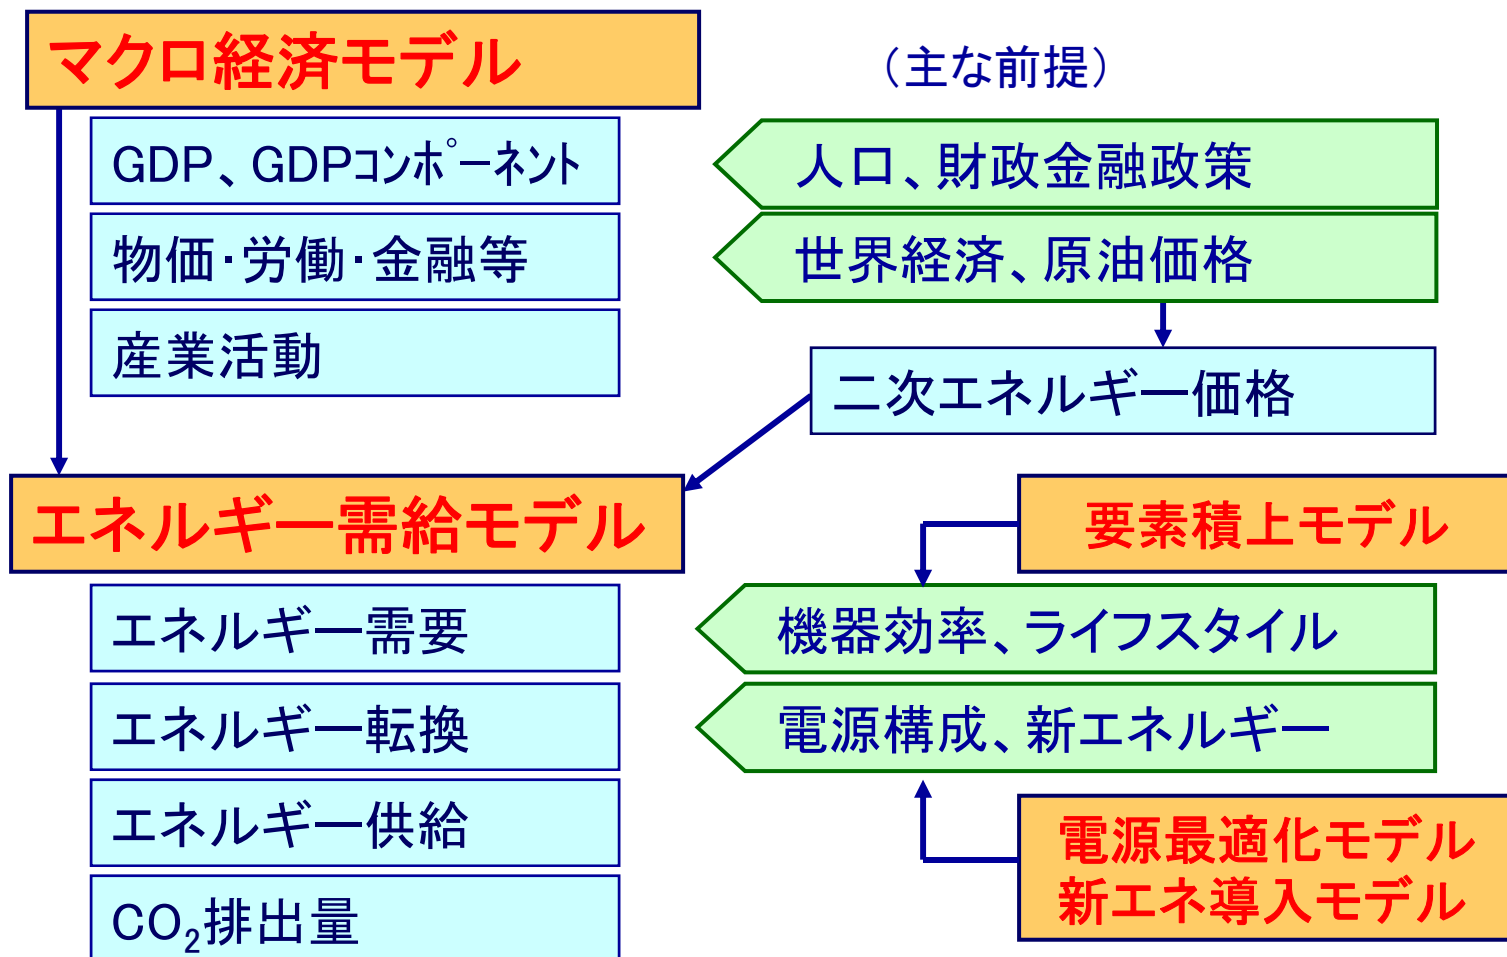 マクロ経済モデル
（主な前提）
GDP、GDPｺﾝﾎﾟｰﾈﾝﾄ
人口、財政金融政策
物価･労働･金融等
世界経済、原油価格
産業活動
二次エネルギー価格
エネルギー需給モデル
要素積上モデル
エネルギー需要
機器効率、ライフスタイル
エネルギー転換
電源構成、新エネルギー
エネルギー供給
電源最適化モデル
新エネ導入モデル
CO₂排出量